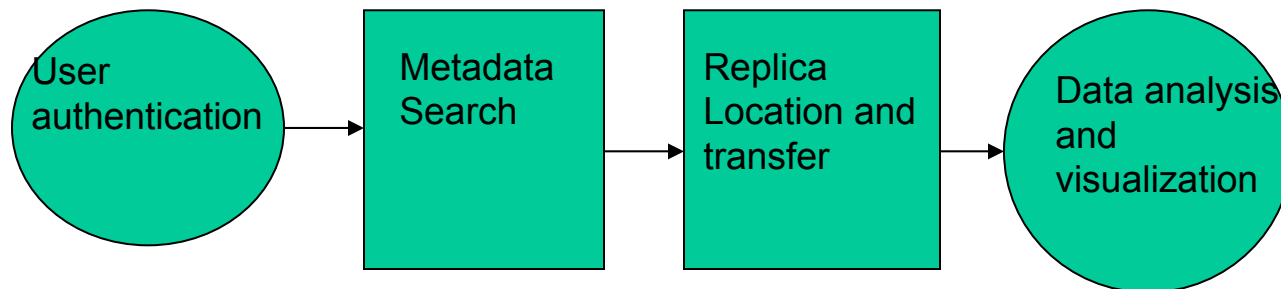 User
authentication
Metadata
Search
Replica
Location and
transfer
Data analysis
and
visualization